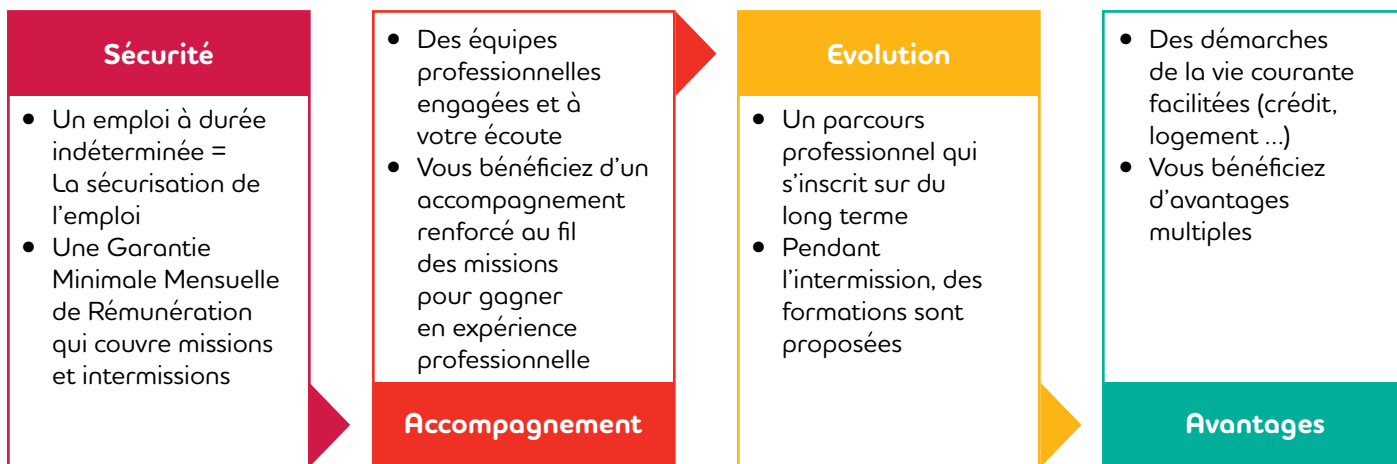 Sécurité
• Un emploi à durée
indéterminée =
La sécurisation de
l'emploi
• Une Garantie
Minimale Mensuelle
de Rémunération
qui couvre missions
et intermissions
• Des équipes
professionnelles
engagées et à
votre écoute
• Vous bénéficiez d'un
accompagnement
renforcé au fil
des missions
pour gagner
en expérience
professionnelle
Accompagnement
Evolution
• Un parcours
professionnel qui
s'inscrit sur du
long terme
• Pendant
l'intermission, des
formations sont
proposées
• Des démarches
de la vie courante
facilitées (crédit,
logement ...)
• Vous bénéficiez
d'avantages
multiples
Avantages